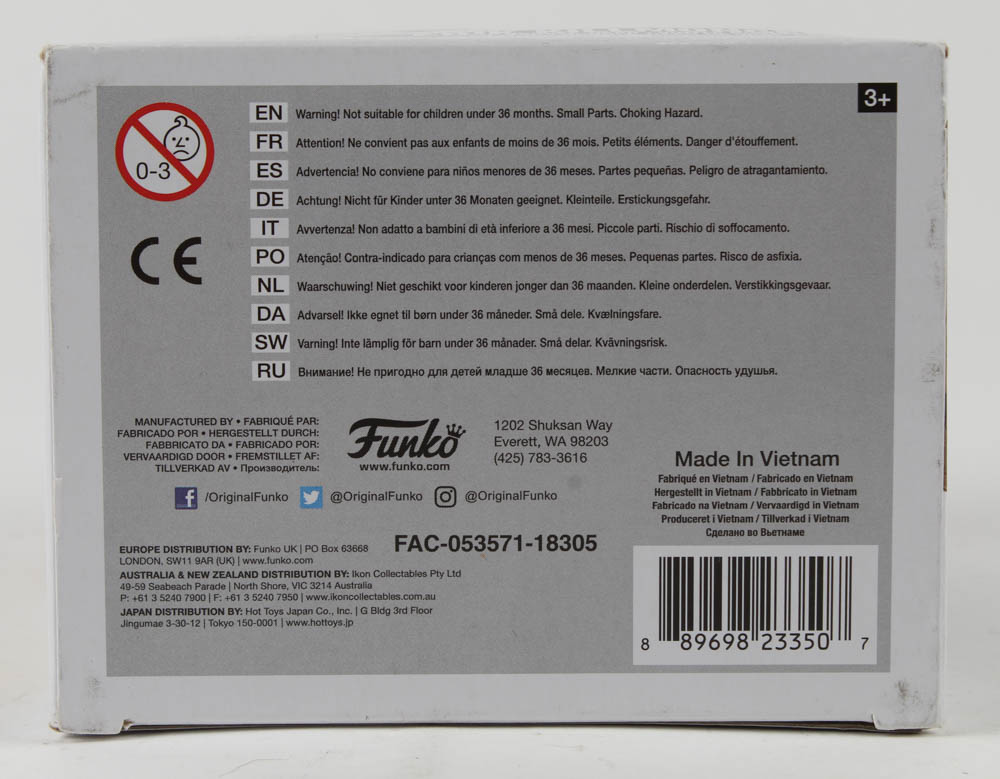 3+
0-3
CE
EN Warning! Not suitable for children under 36 months. Small Parts. Choking Hazard.
FR Attention! Ne convient pas aux enfants de moins de 36 mois. Petits éléments. Danger d'étouffement.
ES Advertencia! No conviene para niños menores de 36 meses. Partes pequeñas. Peligro de atragantamiento.
DE Achtung! Nicht für Kinder unter 36 Monaten geeignet. Kleinteile. Erstickungsgefahr.
IT Avvertenza! Non adatto a bambini di età inferiore a 36 mesi. Piccole parti. Rischio di soffocamento.
PO Atenção! Contra-indicado para crianças com menos de 36 meses. Pequenas partes. Risco de asfixia.
NL Waarschuwing! Niet geschikt voor kinderen jonger dan 36 maanden. Kleine onderdelen. Verstikkingsgevaar.
DA Advarsel! Ikke egnet til børn under 36 måneder. Små dele. Kvælningsfare.
SW Varning! Inte lämplig för barn under 36 månader. Små delar. Kvävningsrisk.
RU Внимание! Не пригодно для детей младше 36 месяцев. Мелкие части. Опасность удушья.
MANUFACTURED BY • FABRIQUÉ PAR:
FABRICADO POR • HERGESTELLT DURCH:
FABBRICATO DA • FABRICADO POR:
VERVAARDIGD DOOR • FREMSTILLET AF:
TILLVERKAD AV • Производитель:
Funko
www.funko.com
1202 Shuksan Way
Everett, WA 98203
(425) 783-3616
/OriginalFunko @OriginalFunko @OriginalFunko
Made In Vietnam
Fabriqué en Vietnam / Fabricado en Vietnam
Hergestellt in Vietnam / Fabbricato in Vietnam
Fabricado na Vietnam / Vervaardigd in Vietnam
Produceret i Vietnam / Tillverkad i Vietnam
Сделано во Вьетнаме
FAC-053571-18305
EUROPE DISTRIBUTION BY: Funko UK | PO Box 63668
LONDON, SW11 9AR (UK) | www.funko.com
AUSTRALIA & NEW ZEALAND DISTRIBUTION BY: Ikon Collectables Pty Ltd
49-59 Seabeach Parade | North Shore, VIC 3214 Australia
P: +61 3 5240 7900 | F: +61 3 5240 7950 | www.ikoncollectables.com.au
JAPAN DISTRIBUTION BY: Hot Toys Japan Co., Inc. | G Bldg 3rd Floor
Jingumae 3-30-12 | Tokyo 150-0001 | www.hottoys.jp
8 89698 23350 7